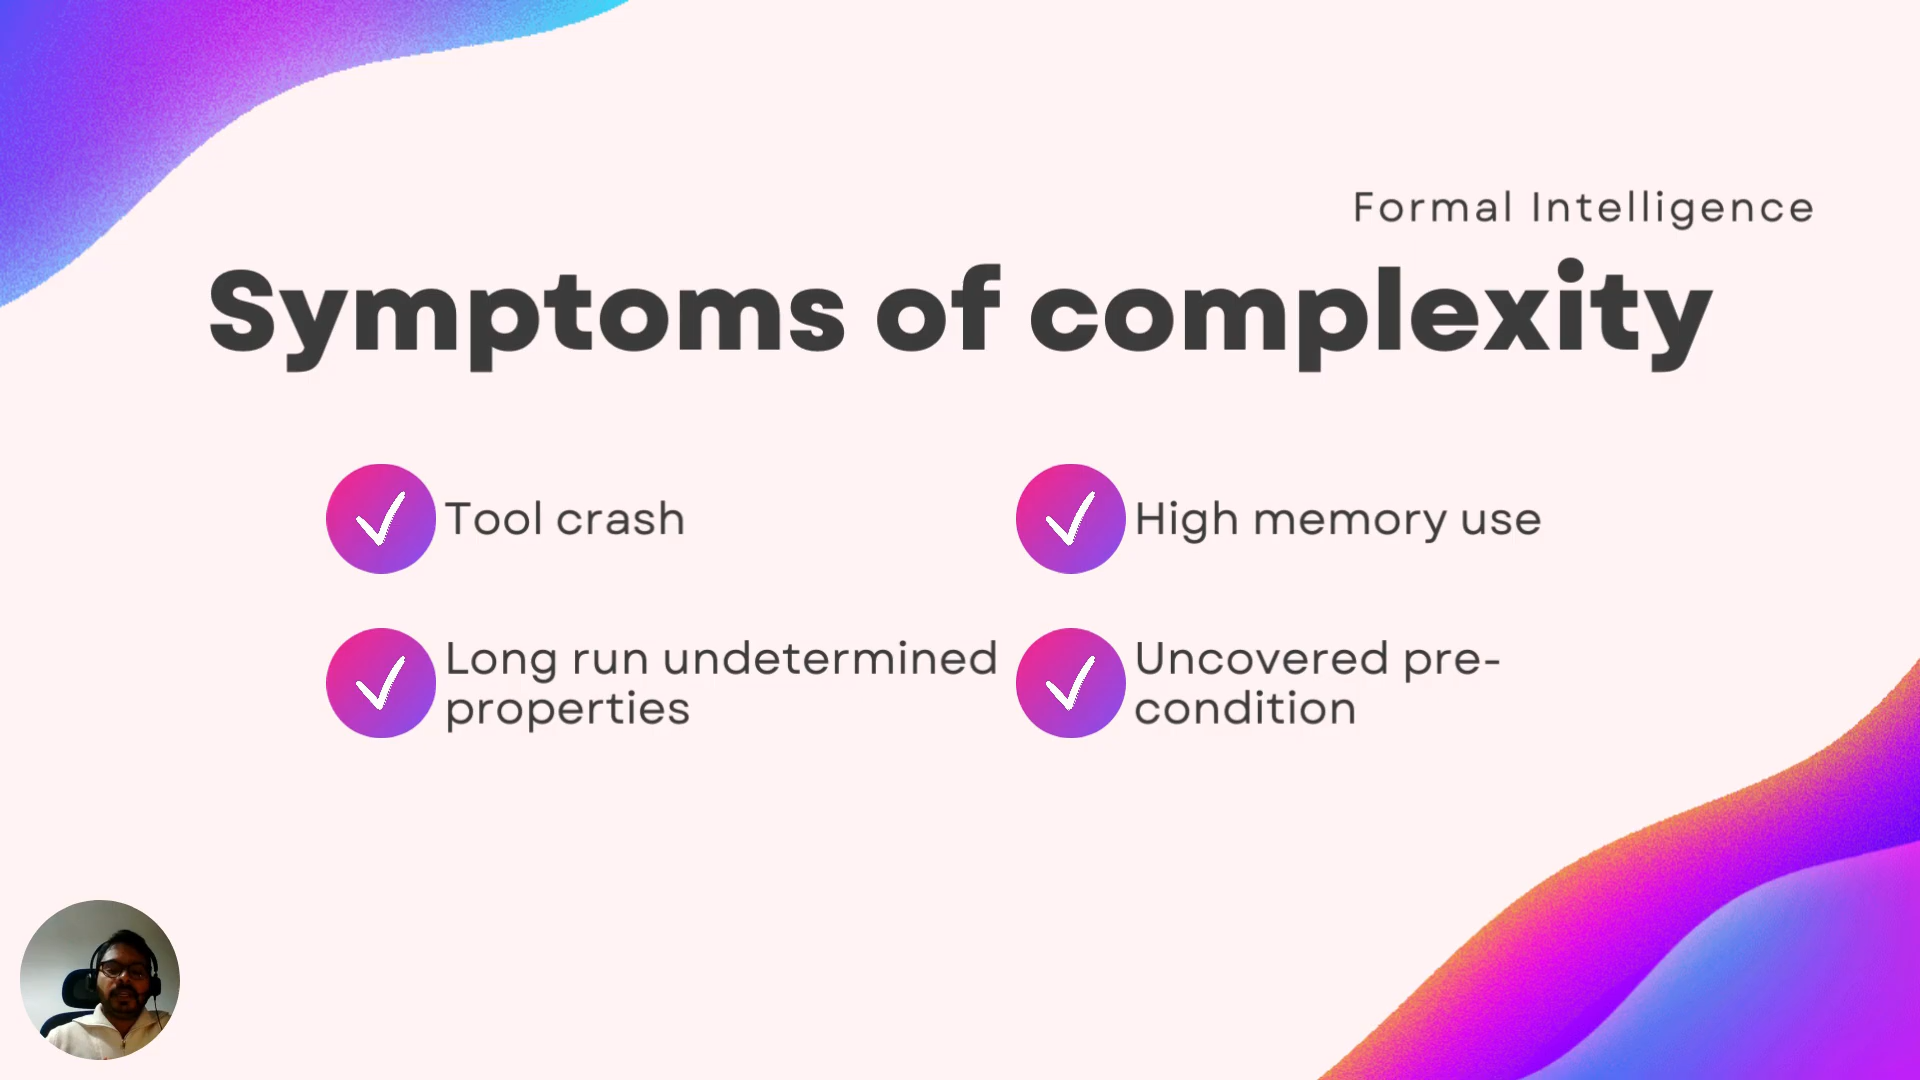 Formal Intelligence
Symptoms of complexity
Tool crash
High memory use
Long run undetermined
properties
Uncovered pre-
condition